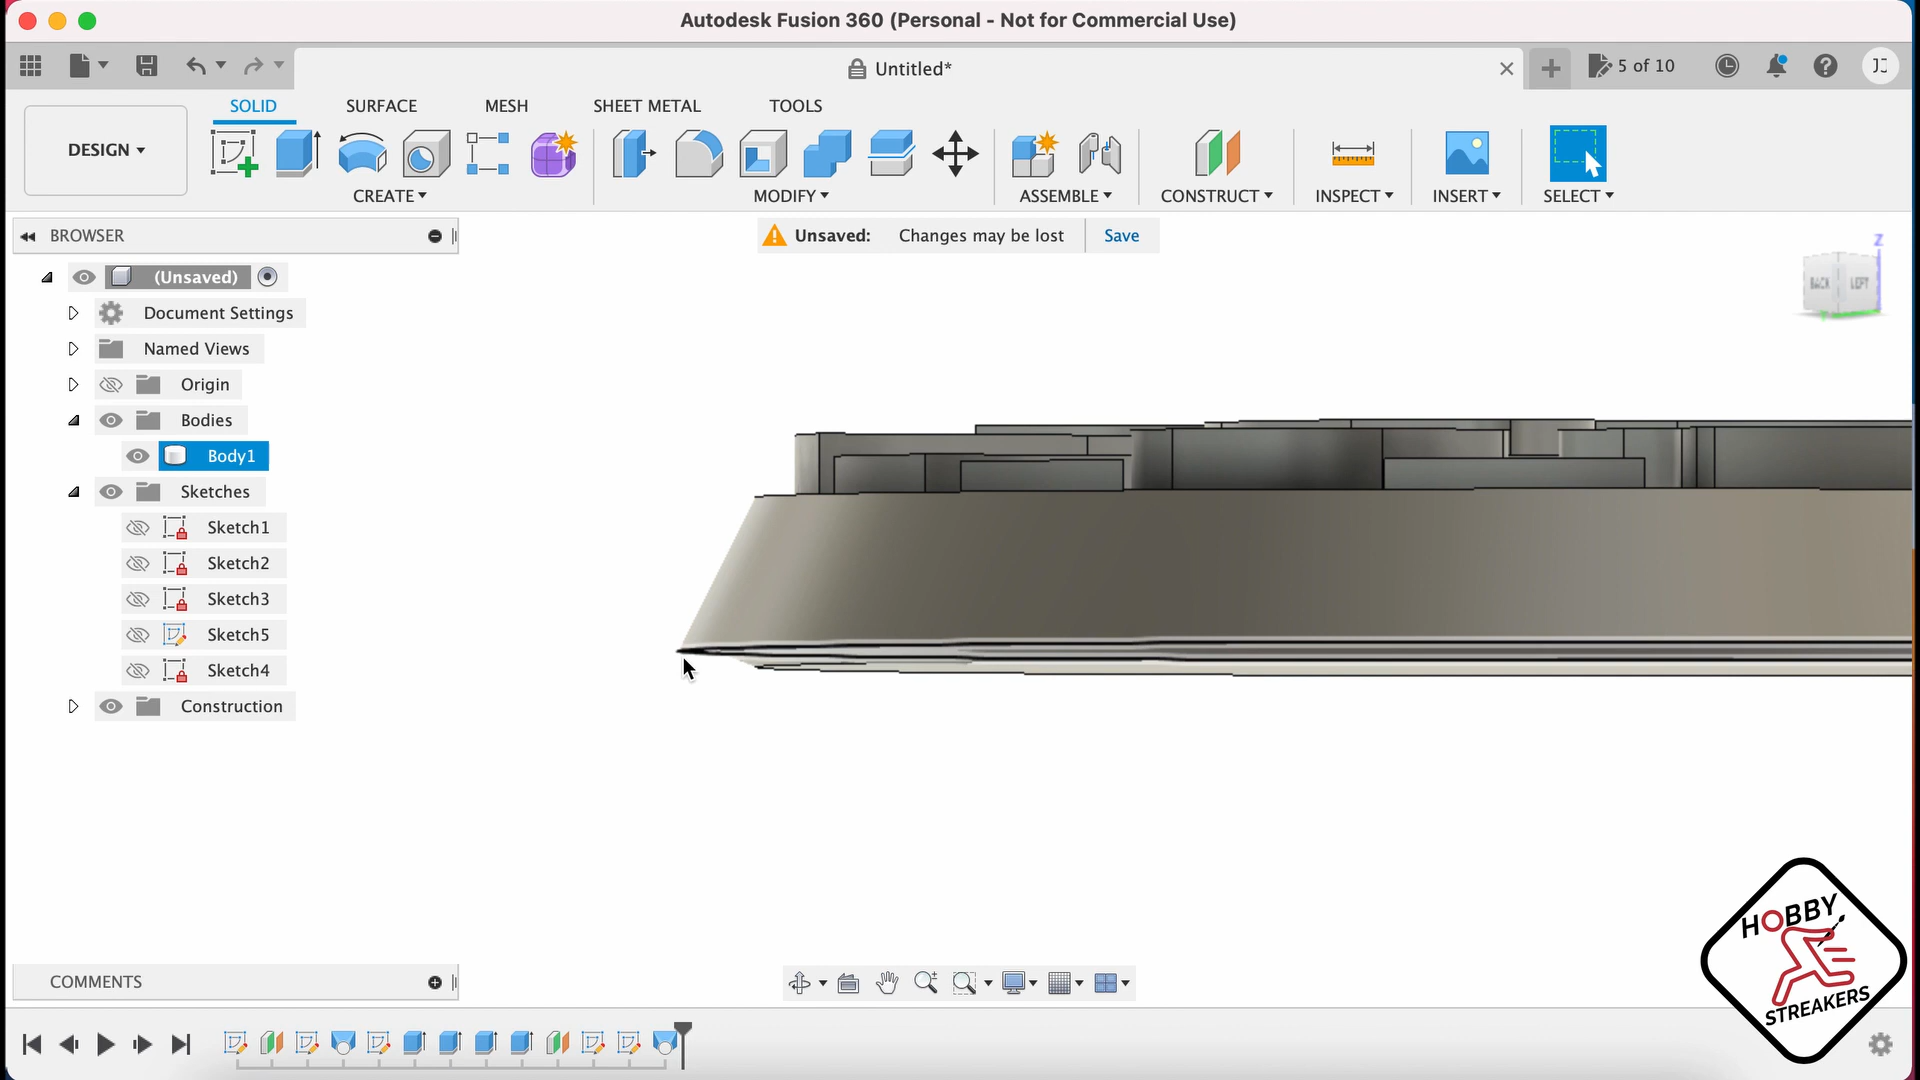 Autodesk Fusion 360 (Personal - Not for Commercial Use)
Untitled*
5 of 10
SOLID
SURFACE
MESH
SHEET METAL
TOOLS
DESIGN
CREATE
MODIFY
ASSEMBLE
CONSTRUCT
INSPECT
INSERT
SELECT
BROWSER
Unsaved: Changes may be lost Save
Z
BACK LEFT
(Unsaved)
Document Settings
Named Views
Origin
Bodies
Body1
Sketches
Sketch1
Sketch2
Sketch3
Sketch5
Sketch4
Construction
COMMENTS
HOBBY
STREAKERS